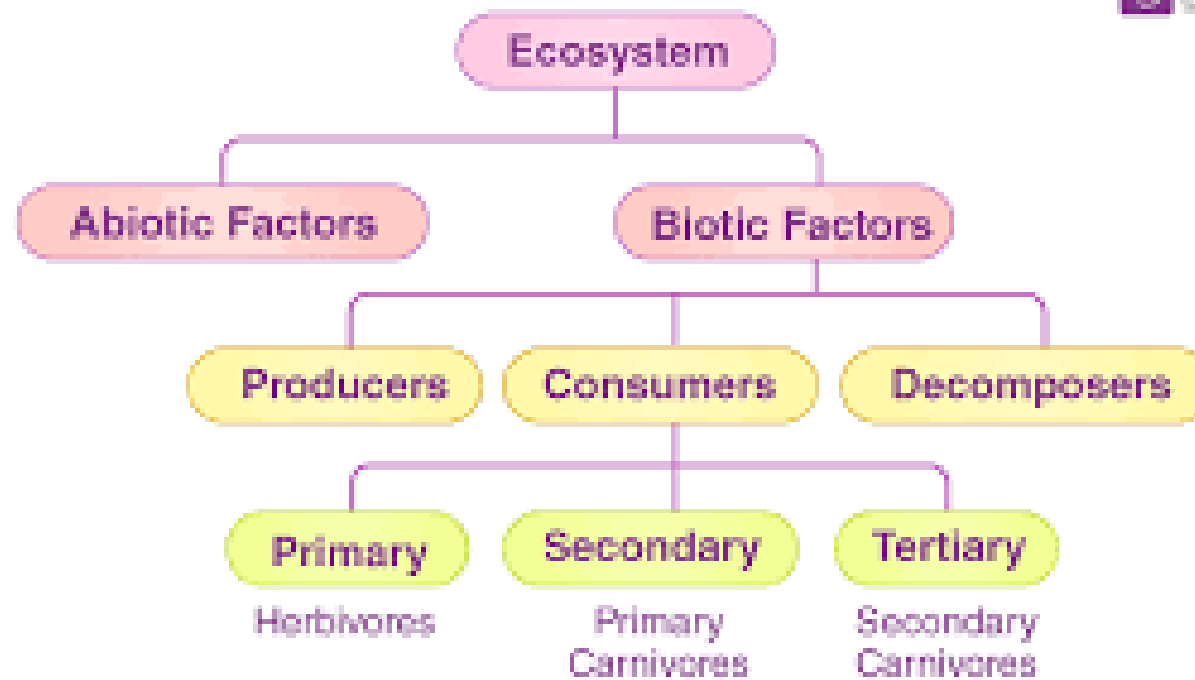 Ecosystem
Abiotic Factors
Biotic Factors
Producers
Consumers
Decomposers
Primary
Secondary
Tertiary
Herbivores
Primary
Carnivores
Secondary
Carnivores